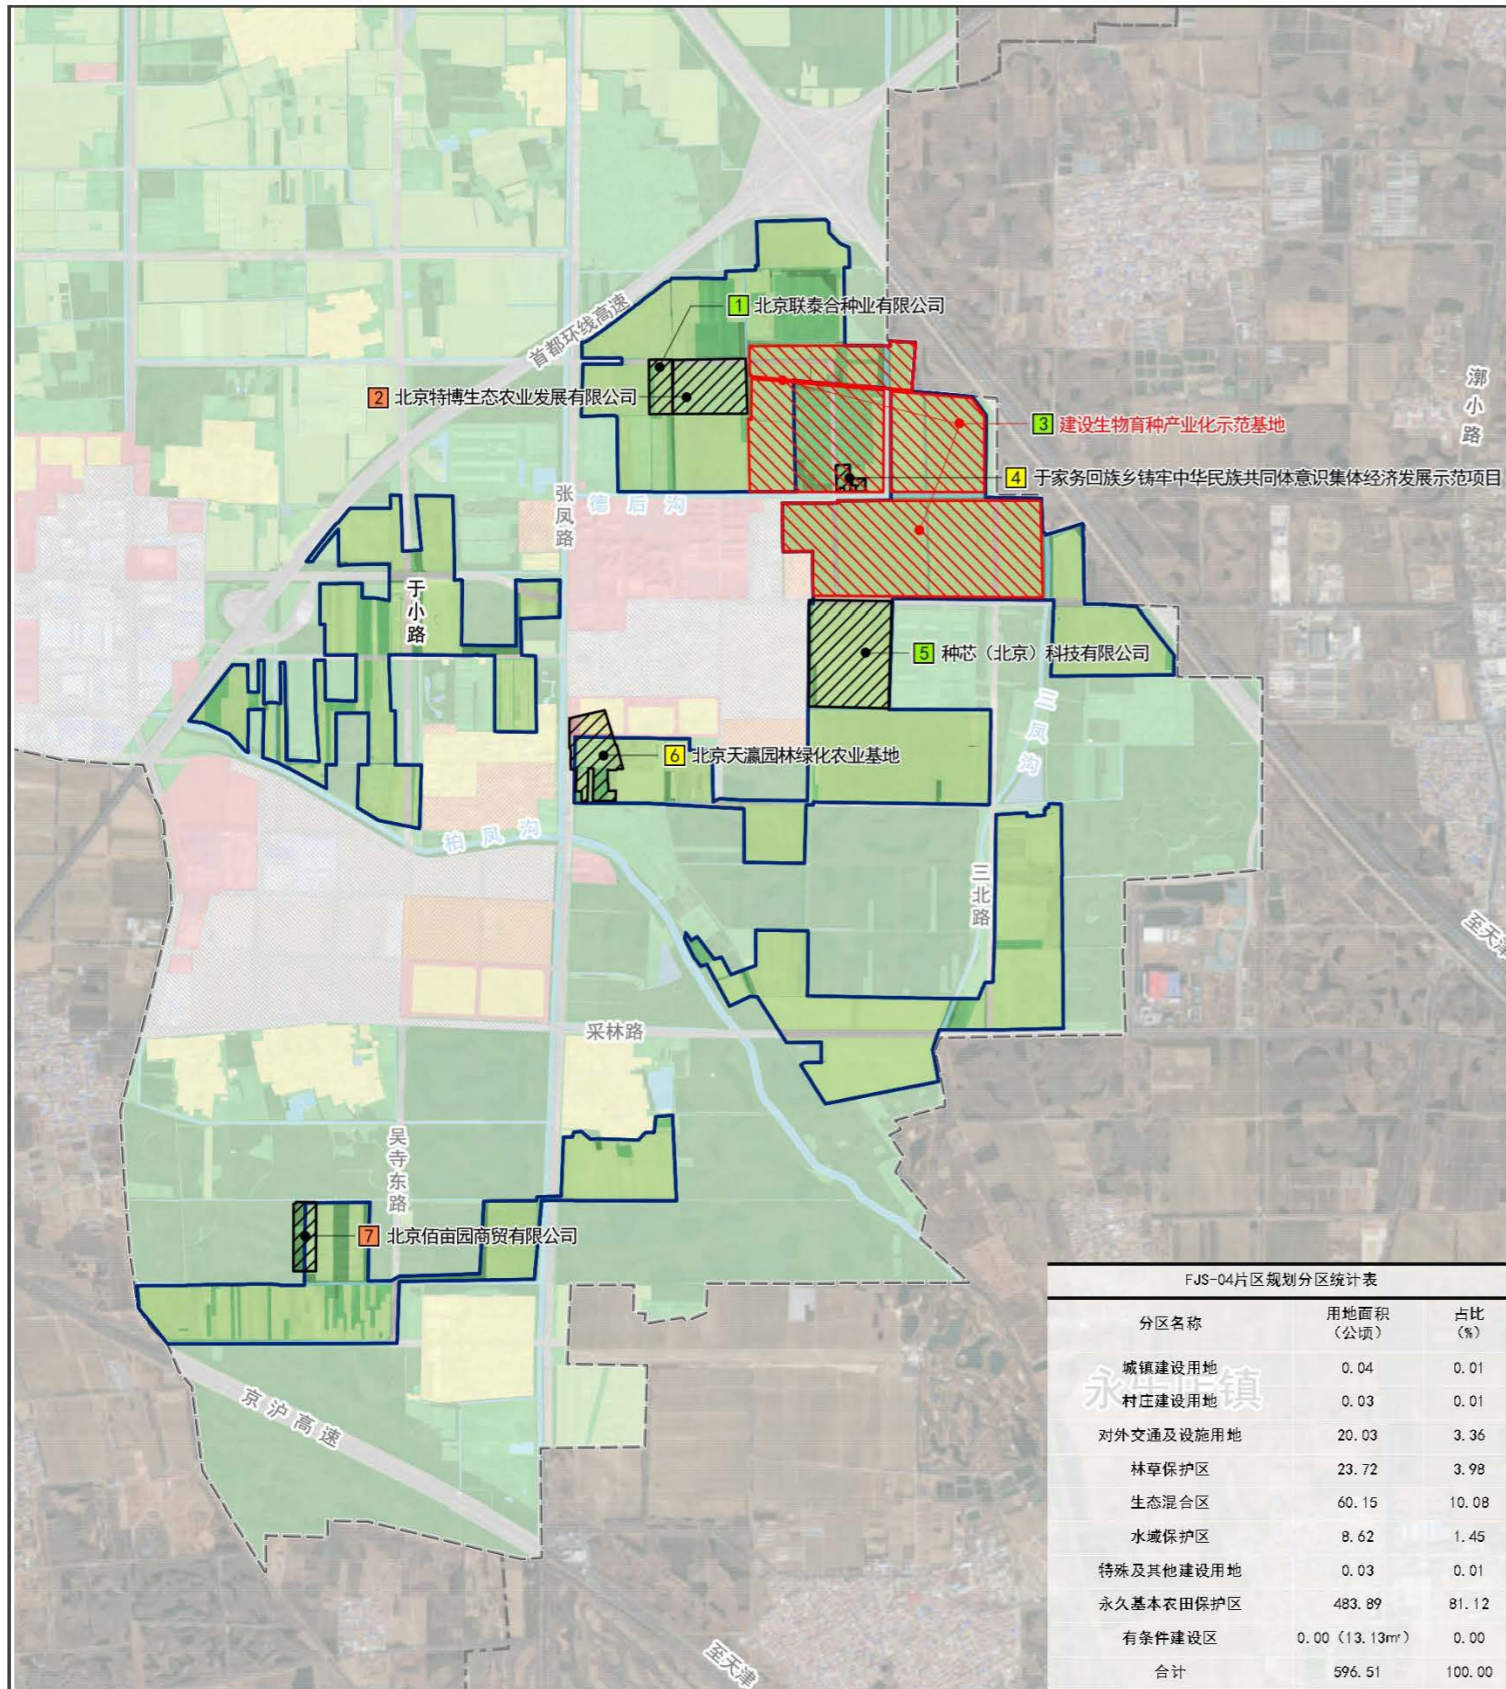 首都环线高速
1 北京联泰合种业有限公司
2 北京特博生态农业发展有限公司
漷小路
3 建设生物育种产业化示范基地
4 于家务回族乡铸牢中华民族共同体意识集体经济发展示范项目
张凤路
德后沟
于小路
5 种芯（北京）科技有限公司
三凤沟
6 北京天瀛园林绿化农业基地
柏凤沟
三北路
至天津
采林路
吴寺东路
7 北京佰亩园商贸有限公司
京沪高速
至天津
FJS-04片区规划分区统计表
分区名称 用地面积（公顷） 占比（%）
城镇建设用地 0.04 0.01
村庄建设用地 0.03 0.01
对外交通及设施用地 20.03 3.36
林草保护区 23.72 3.98
生态混合区 60.15 10.08
水域保护区 8.62 1.45
特殊及其他建设用地 0.03 0.01
永久基本农田保护区 483.89 81.12
有条件建设区 0.00（13.13㎡） 0.00
合计 596.51 100.00